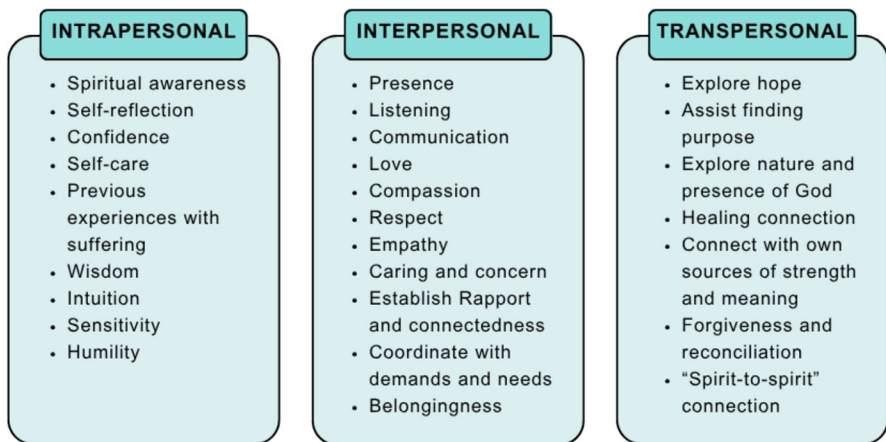 INTRAPERSONAL
• Spiritual awareness
• Self-reflection
• Confidence
• Self-care
• Previous
experiences with
suffering
• Wisdom
• Intuition
• Sensitivity
• Humility
INTERPERSONAL
• Presence
• Listening
• Communication
• Love
• Compassion
• Respect
• Empathy
• Caring and concern
• Establish Rapport
and connectedness
• Coordinate with
demands and needs
• Belongingness
TRANSPERSONAL
• Explore hope
• Assist finding
purpose
• Explore nature and
presence of God
• Healing connection
• Connect with own
sources of strength
and meaning
• Forgiveness and
reconciliation
• “Spirit-to-spirit”
connection